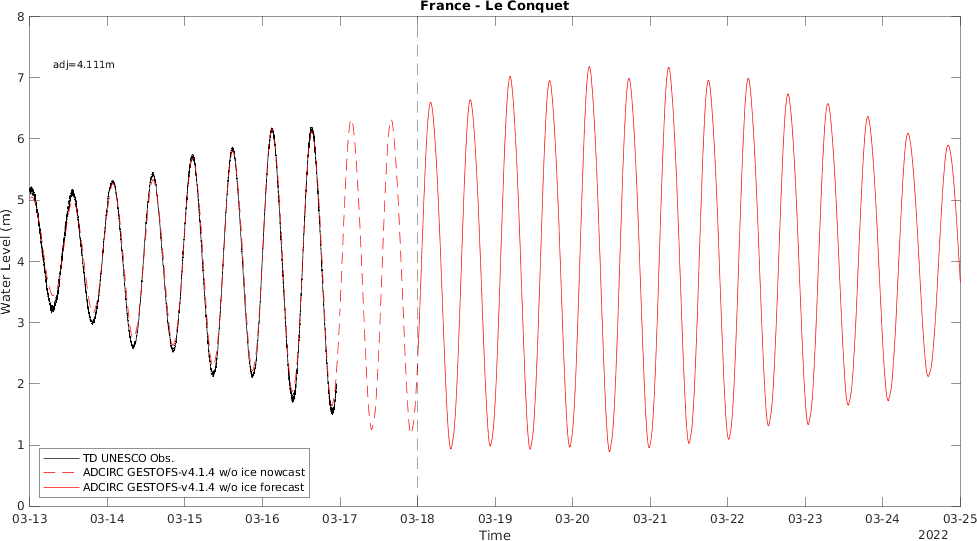 France - Le Conquet
adj=4.111m
Water Level (m)
8
7
6
5
4
3
2
1
0
TD UNESCO Obs.
ADCIRC GESTOFS-v4.1.4 w/o ice nowcast
ADCIRC GESTOFS-v4.1.4 w/o ice forecast
03-13 03-14 03-15 03-16 03-17 03-18 03-19 03-20 03-21 03-22 03-23 03-24 03-25
Time
2022